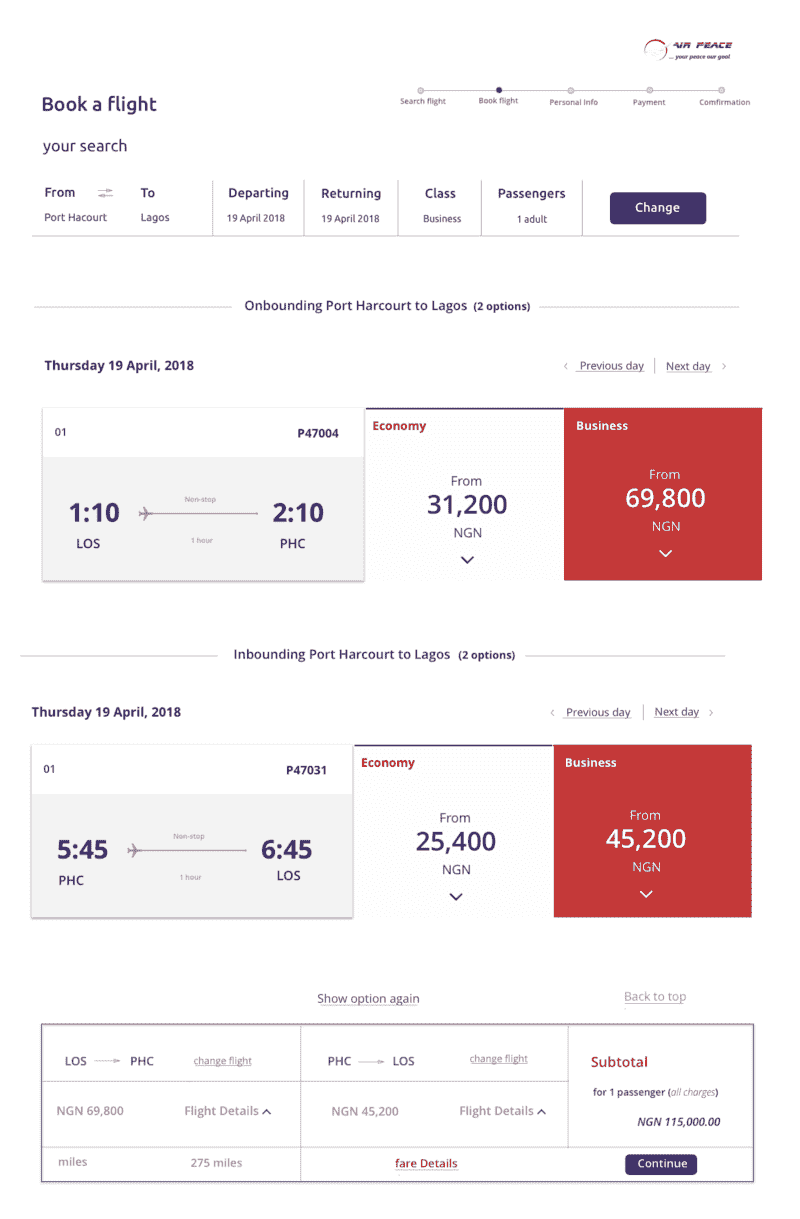 AIR PEACE
... your peace our goal
Book a flight
Search flight Book flight Personal Info Payment Comfirmation
your search
From To Departing Returning Class Passengers
Port Hacourt Lagos 19 April 2018 19 April 2018 Business 1 adult
Change
Onbounding Port Harcourt to Lagos (2 options)
Thursday 19 April, 2018
Previous day Next day
01 P47004
Non-stop
1:10 2:10
LOS 1 hour PHC
Economy
From
31,200
NGN
Business
From
69,800
NGN
Inbounding Port Harcourt to Lagos (2 options)
Thursday 19 April, 2018
Previous day Next day
01 P47031
Non-stop
5:45 6:45
PHC 1 hour LOS
Economy
From
25,400
NGN
Business
From
45,200
NGN
Show option again
Back to top
LOS PHC change flight
PHC LOS change flight
Subtotal
for 1 passenger (all charges)
NGN 69,800 Flight Details
NGN 45,200 Flight Details
NGN 115,000.00
miles 275 miles
fare Details
Continue